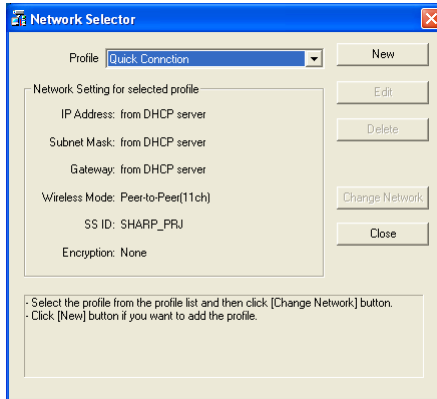 Network Selector
Profile Quick Connction New
Network Setting for selected profile Edit
IP Address: from DHCP server
Subnet Mask: from DHCP server Delete
Gateway: from DHCP server
Wireless Mode: Peer-to-Peer(11ch) Change Network
SS ID: SHARP_PRJ Close
Encryption: None
- Select the profile from the profile list and then click [Change Network] button.
- Click [New] button if you want to add the profile.